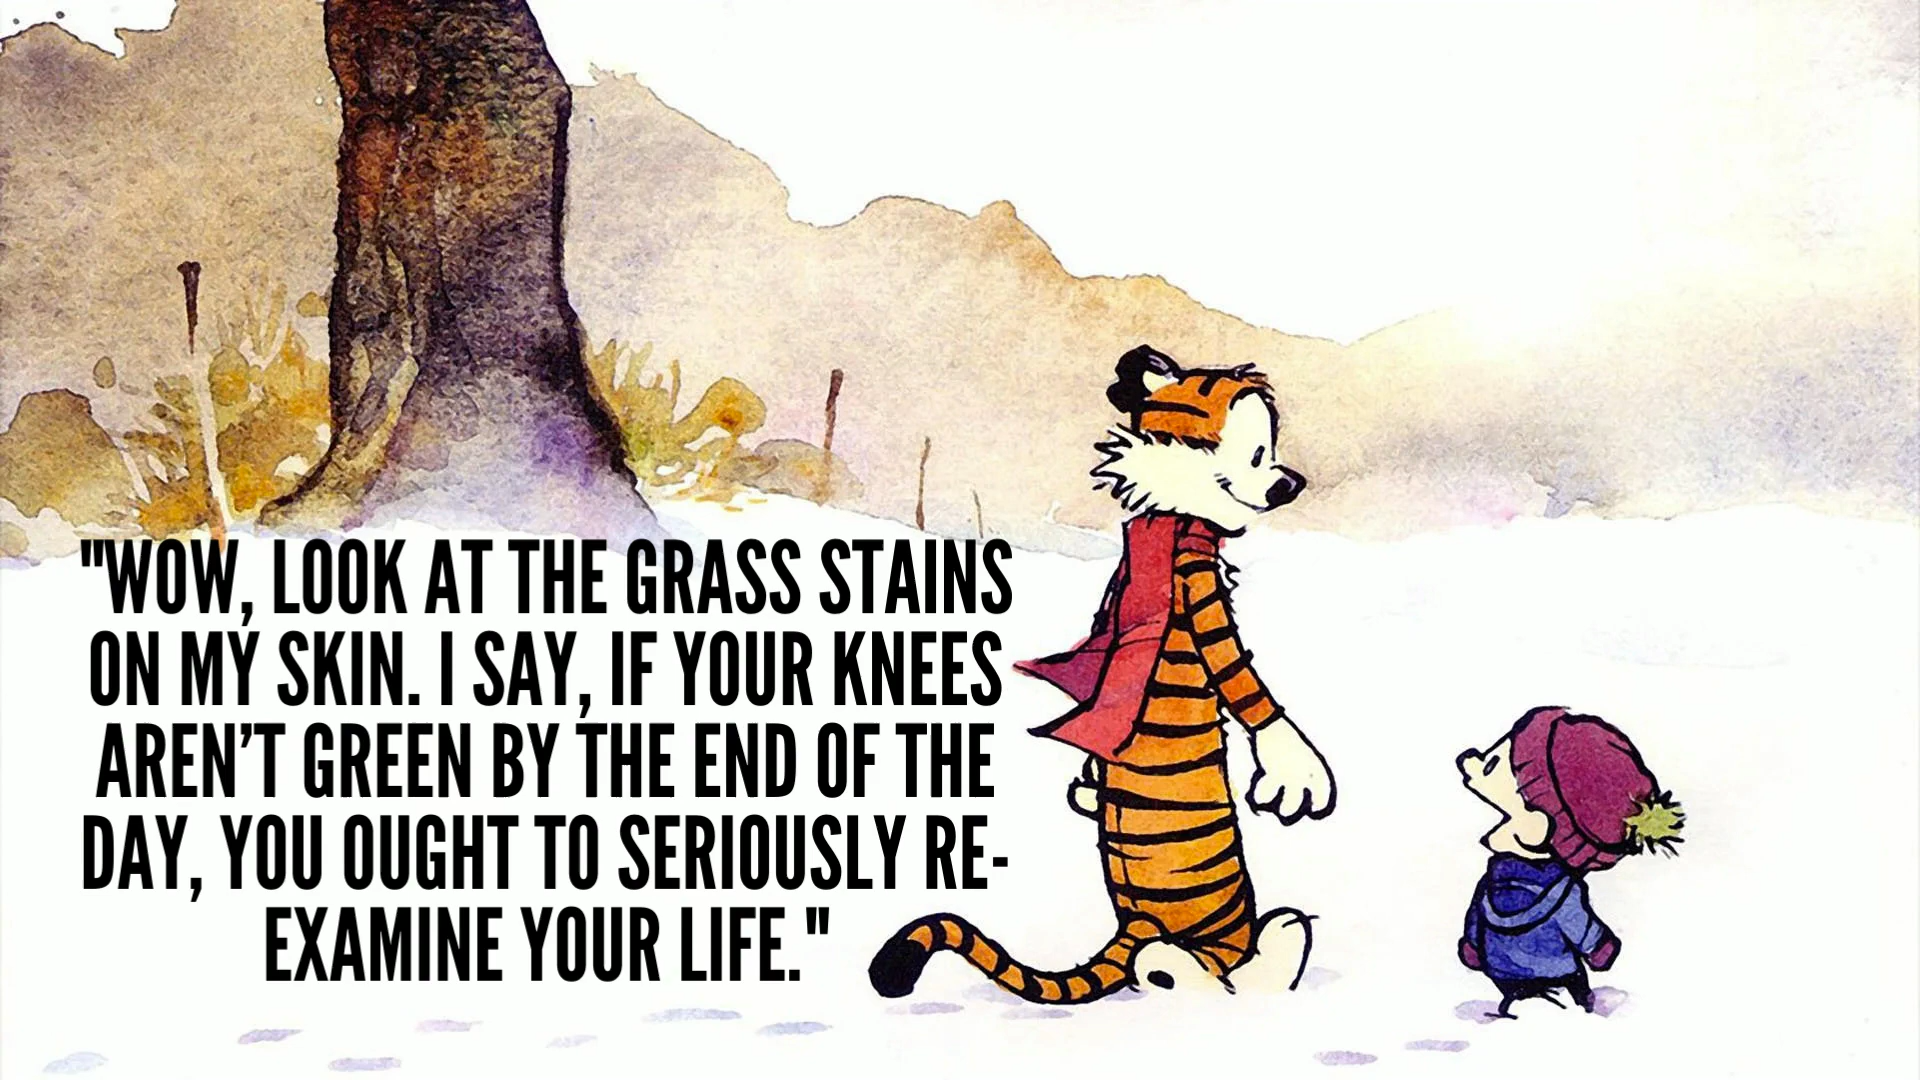 "WOW, LOOK AT THE GRASS STAINS
ON MY SKIN. I SAY, IF YOUR KNEES
AREN’T GREEN BY THE END OF THE
DAY, YOU OUGHT TO SERIOUSLY RE-
EXAMINE YOUR LIFE."